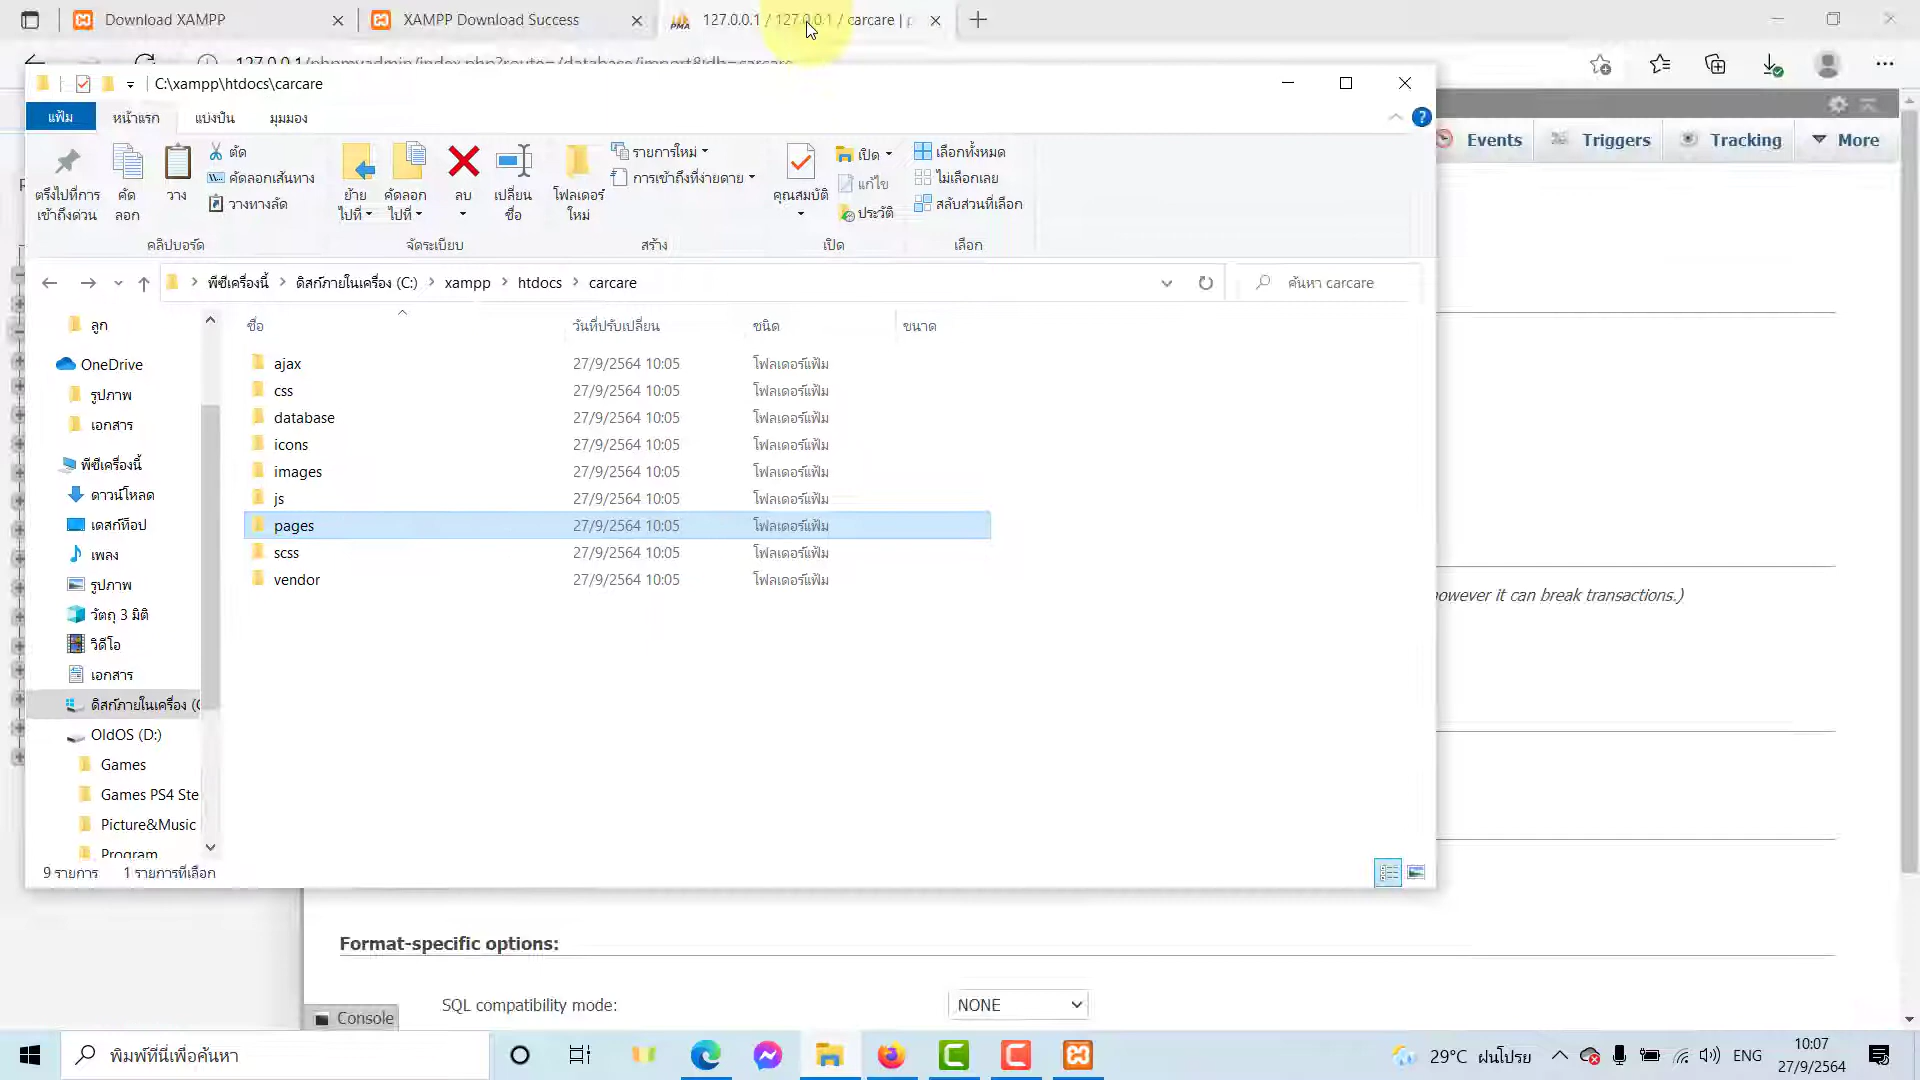 Download XAMPP
XAMPP Download Success
127.0.0.1 / 127.0.0.1 / carcare | p
127.0.0.1/phpmyadmin/index.php?route=/database/import&db=carcare
C:\xampp\htdocs\carcare
แฟ้ม
หน้าแรก
แบ่งปัน
มุมมอง
Events
Triggers
Tracking
More
ตรึงไปที่การ
เข้าถึงด่วน
คัด
ลอก
วาง
ตัด
คัดลอกเส้นทาง
วางทางลัด
ย้าย
ไปที่
คัดลอก
ไปที่
ลบ
เปลี่ยน
ชื่อ
โฟลเดอร์
ใหม่
รายการใหม่
การเข้าถึงที่ง่ายดาย
คุณสมบัติ
เปิด
แก้ไข
ประวัติ
เลือกทั้งหมด
ไม่เลือกเลย
สลับส่วนที่เลือก
คลิปบอร์ด
จัดระเบียบ
สร้าง
เปิด
เลือก
พีซีเครื่องนี้
ดิสก์ภายในเครื่อง (C:)
xampp
htdocs
carcare
ค้นหา carcare
ชื่อ
วันที่ปรับเปลี่ยน
ชนิด
ขนาด
ajax 27/9/2564 10:05 โฟลเดอร์แฟ้ม
css 27/9/2564 10:05 โฟลเดอร์แฟ้ม
database 27/9/2564 10:05 โฟลเดอร์แฟ้ม
icons 27/9/2564 10:05 โฟลเดอร์แฟ้ม
images 27/9/2564 10:05 โฟลเดอร์แฟ้ม
js 27/9/2564 10:05 โฟลเดอร์แฟ้ม
pages 27/9/2564 10:05 โฟลเดอร์แฟ้ม
scss 27/9/2564 10:05 โฟลเดอร์แฟ้ม
vendor 27/9/2564 10:05 โฟลเดอร์แฟ้ม
ลูก
OneDrive
รูปภาพ
เอกสาร
พีซีเครื่องนี้
ดาวน์โหลด
เดสก์ท็อป
เพลง
รูปภาพ
วัตถุ 3 มิติ
วิดีโอ
เอกสาร
ดิสก์ภายในเครื่อง (C
OldOS (D:)
Games
Games PS4 Ste
Picture&Music
Program
9 รายการ
1 รายการที่เลือก
however it can break transactions.)
Format-specific options:
SQL compatibility mode:
NONE
Console
พิมพ์ที่นี่เพื่อค้นหา
29°C ฝนโปรย
ENG
10:07
27/9/2564